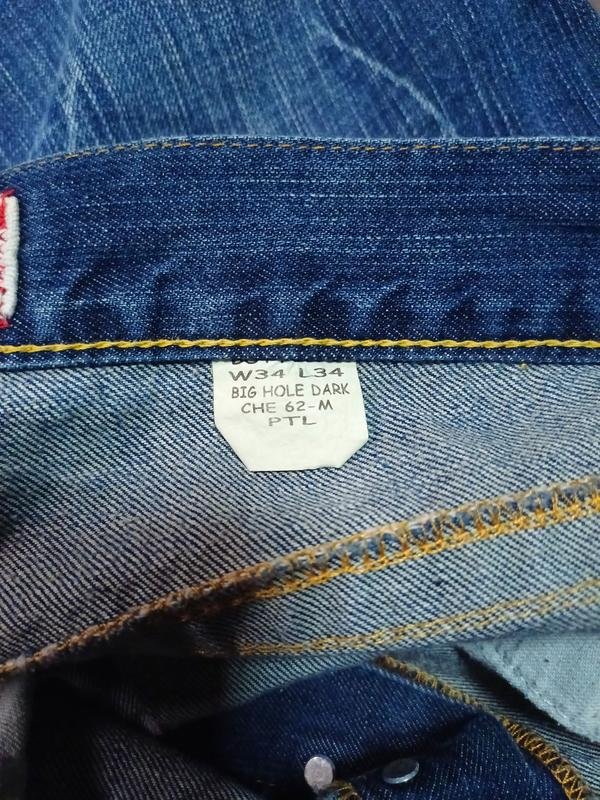 W34 L34
BIG HOLE DARK
CHE 62-M
PTL